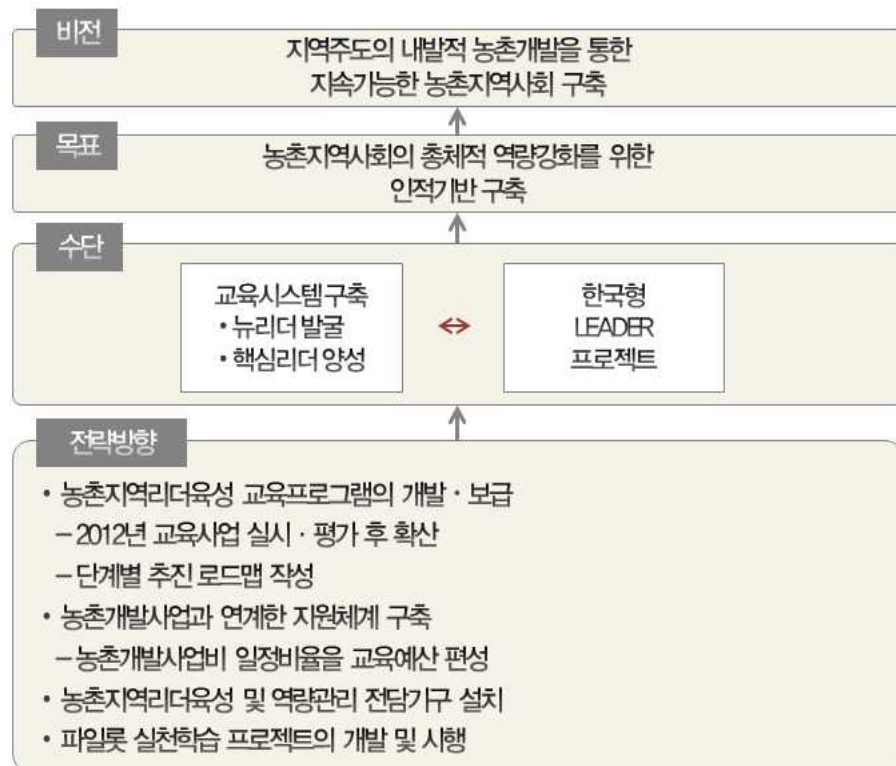 비전
지역주도의 내발적 농촌개발을 통한
지속가능한 농촌지역사회 구축
목표
농촌지역사회의 총체적 역량강화를 위한
인적기반 구축
수단
교육시스템 구축
• 뉴리더 발굴
• 핵심리더 양성
한국형
LEADER
프로젝트
전략방향
• 농촌지역리더육성 교육프로그램의 개발 · 보급
– 2012년 교육사업 실시 · 평가 후 확산
– 단계별 추진 로드맵 작성
• 농촌개발사업과 연계한 지원체계 구축
– 농촌개발사업비 일정비율을 교육예산 편성
• 농촌지역리더육성 및 역량관리 전담기구 설치
• 파일롯 실천학습 프로젝트의 개발 및 시행